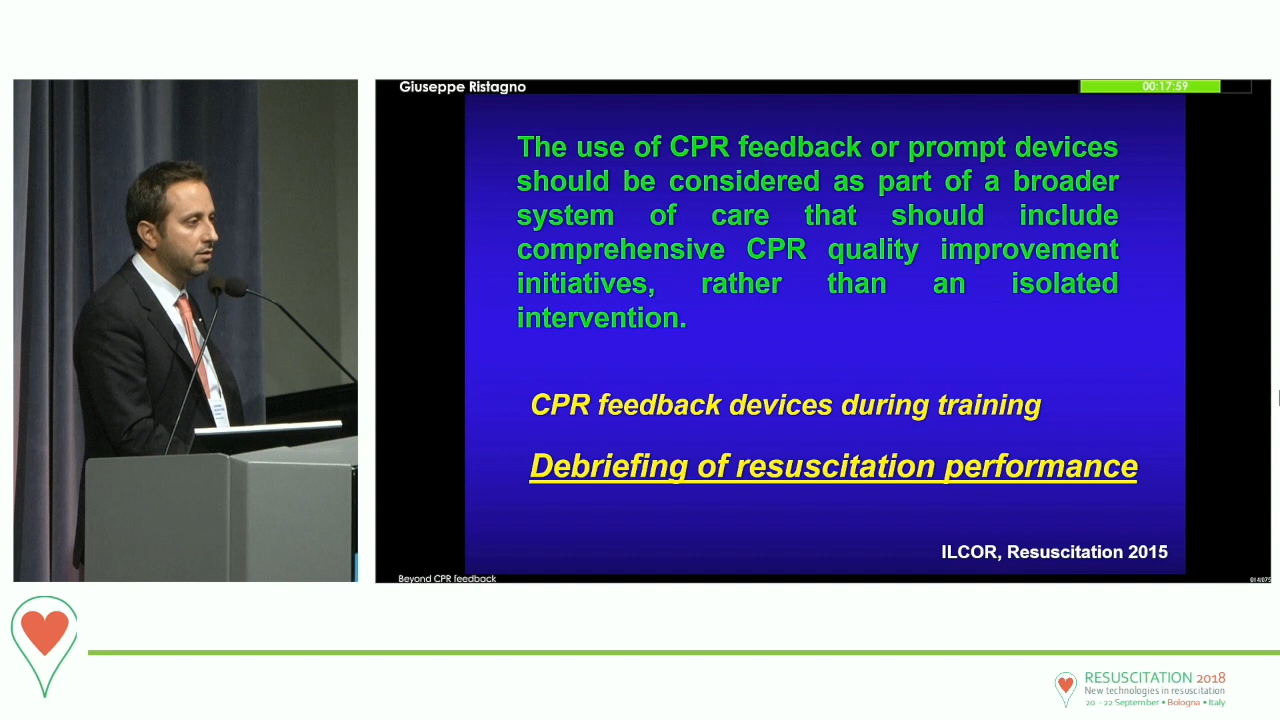 Giuseppe Ristagno
00:17:59
The use of CPR feedback or prompt devices
should be considered as part of a broader
system of care that should include
comprehensive CPR quality improvement
initiatives, rather than an isolated
intervention.
CPR feedback devices during training
Debriefing of resuscitation performance
ILCOR, Resuscitation 2015
Beyond CPR feedback
014/075
RESUSCITATION 2018
New technologies in resuscitation
20 - 22 September • Bologna • Italy